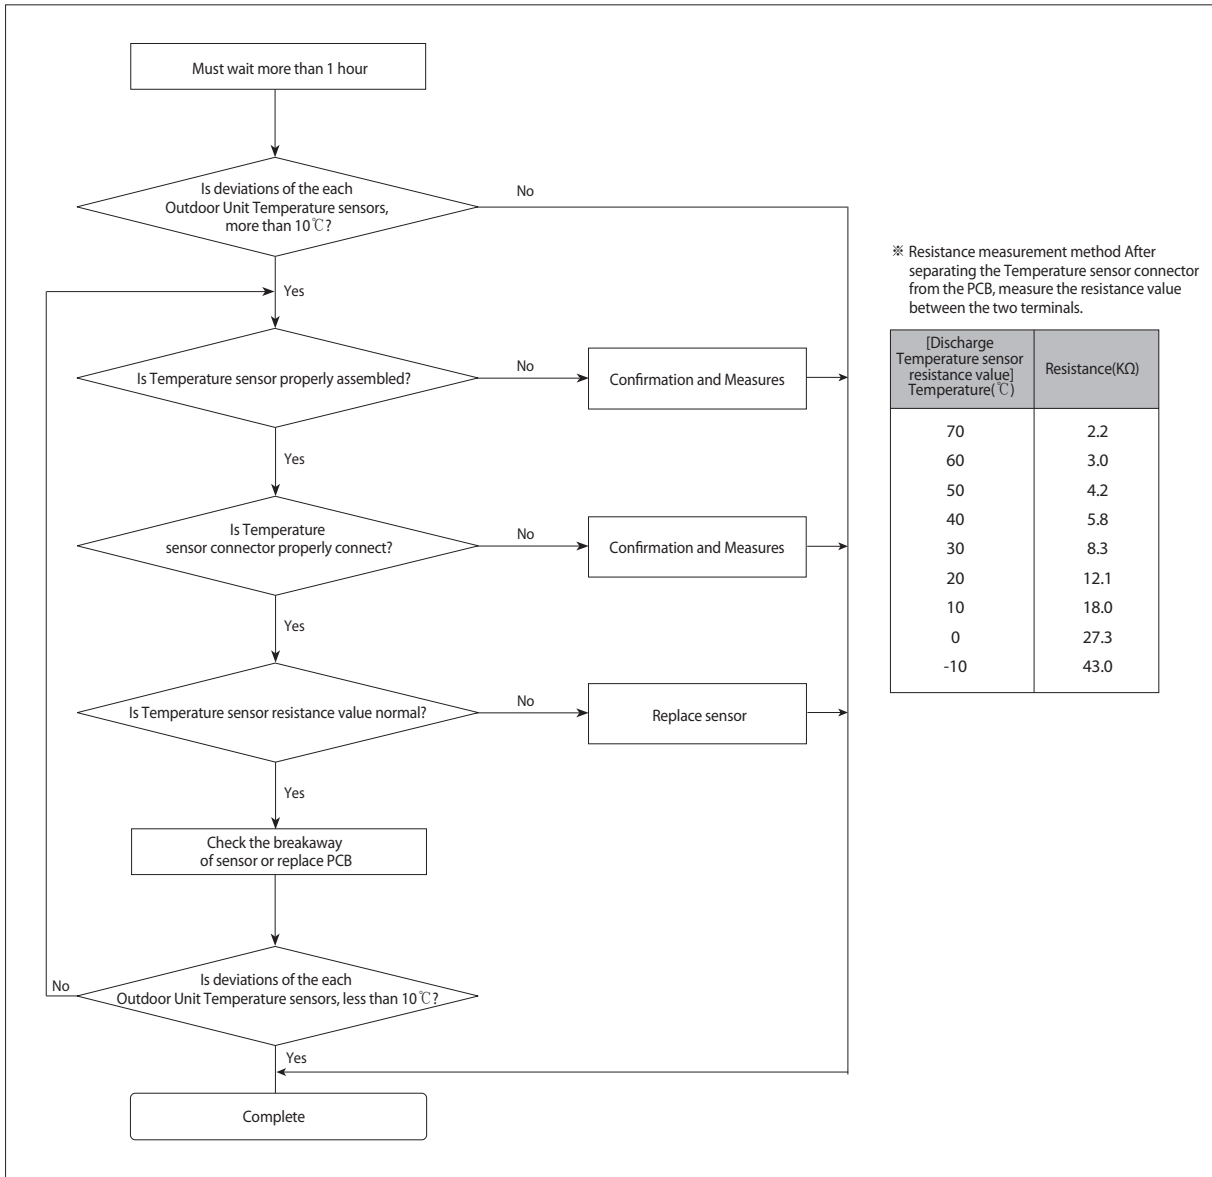 Must wait more than 1 hour
Is deviations of the each
Outdoor Unit Temperature sensors,
more than 10℃?
No
Yes
Is Temperature sensor properly assembled?
No
Confirmation and Measures
Yes
Is Temperature
sensor connector properly connect?
No
Confirmation and Measures
Yes
Is Temperature sensor resistance value normal?
No
Replace sensor
Yes
Check the breakaway
of sensor or replace PCB
Is deviations of the each
Outdoor Unit Temperature sensors, less than 10℃?
No
Yes
Complete
※ Resistance measurement method After
separating the Temperature sensor connector
from the PCB, measure the resistance value
between the two terminals.
[Discharge
Temperature sensor
resistance value]
Temperature(℃)
Resistance(KΩ)
70 2.2
60 3.0
50 4.2
40 5.8
30 8.3
20 12.1
10 18.0
0 27.3
-10 43.0